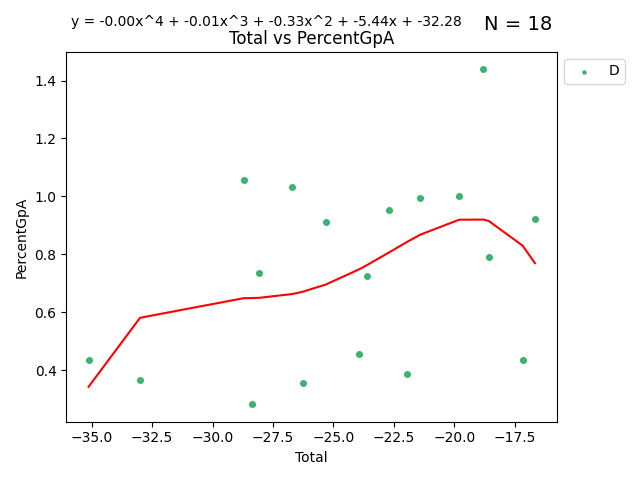 y = -0.00x^4 + -0.01x^3 + -0.33x^2 + -5.44x + -32.28
N = 18
Total vs PercentGpA
D
1.4
1.2
1.0
0.8
0.6
0.4
PercentGpA
−35.0 −32.5 −30.0 −27.5 −25.0 −22.5 −20.0 −17.5
Total